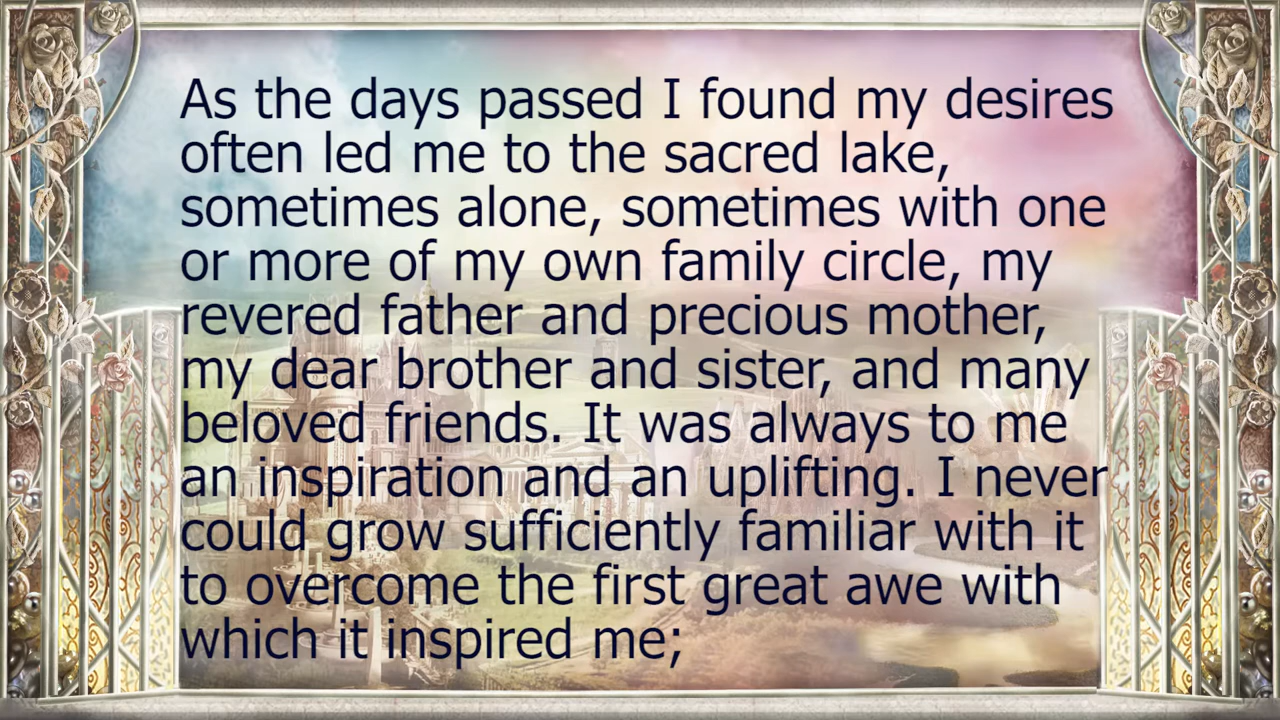 As the days passed I found my desires
often led me to the sacred lake,
sometimes alone, sometimes with one
or more of my own family circle, my
revered father and precious mother,
my dear brother and sister, and many
beloved friends. It was always to me
an inspiration and an uplifting. I never
could grow sufficiently familiar with it
to overcome the first great awe with
which it inspired me;